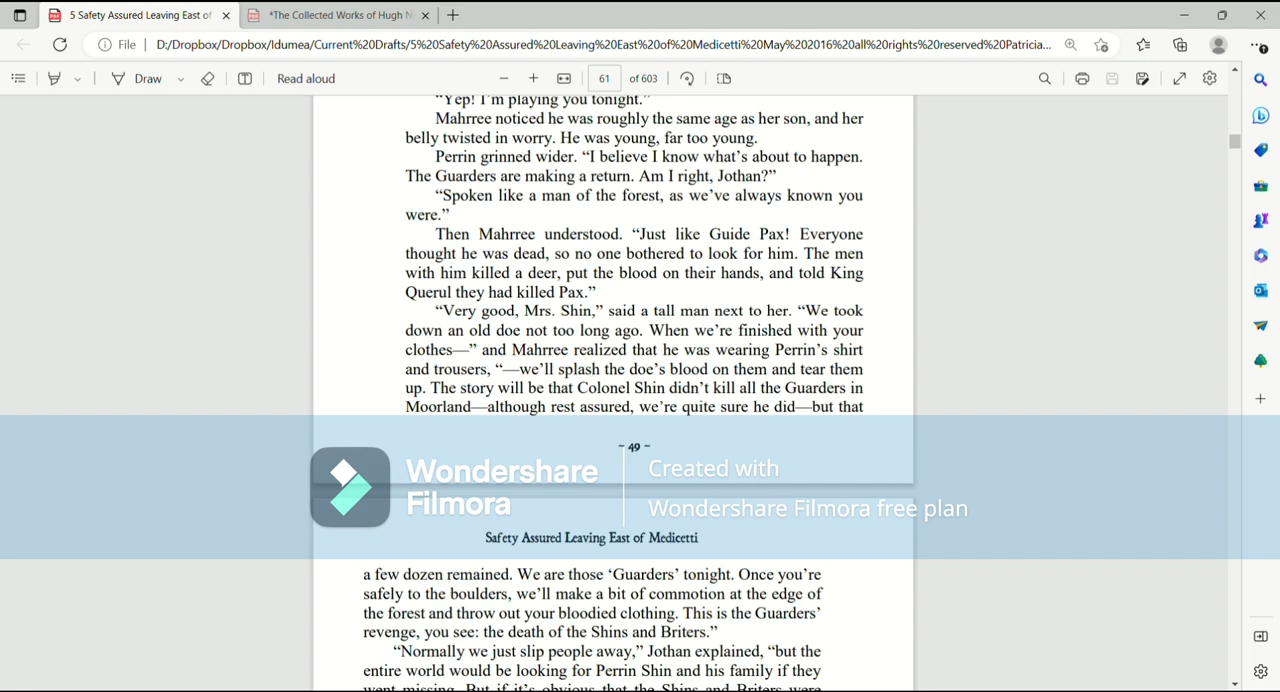 5 Safety Assured Leaving East of
*The Collected Works of Hugh N
File
D:/Dropbox/Dropbox/Idumea/Current%20Drafts/5%20Safety%20Assured%20Leaving%20East%20of%20Medicetti%20May%202016%20all%20rights%20reserved%20Patricia...
Draw
Read aloud
61
of 603
“Yep! I’m playing you tonight.”
Mahrree noticed he was roughly the same age as her son, and her
belly twisted in worry. He was young, far too young.
Perrin grinned wider. “I believe I know what’s about to happen.
The Guarders are making a return. Am I right, Jothan?”
“Spoken like a man of the forest, as we’ve always known you
were.”
Then Mahrree understood. “Just like Guide Pax! Everyone
thought he was dead, so no one bothered to look for him. The men
with him killed a deer, put the blood on their hands, and told King
Querul they had killed Pax.”
“Very good, Mrs. Shin,” said a tall man next to her. “We took
down an old doe not too long ago. When we’re finished with your
clothes—” and Mahrree realized that he was wearing Perrin’s shirt
and trousers, “—we’ll splash the doe’s blood on them and tear them
up. The story will be that Colonel Shin didn’t kill all the Guarders in
Moorland—although rest assured, we’re quite sure he did—but that
~ 49 ~
Wondershare
Filmora
Created with
Wondershare Filmora free plan
Safety Assured Leaving East of Medicetti
a few dozen remained. We are those ‘Guarders’ tonight. Once you’re
safely to the boulders, we’ll make a bit of commotion at the edge of
the forest and throw out your bloodied clothing. This is the Guarders’
revenge, you see: the death of the Shins and Briters.”
“Normally we just slip people away,” Jothan explained, “but the
entire world would be looking for Perrin Shin and his family if they
went missing. But if it’s obvious that the Shins and Briters were